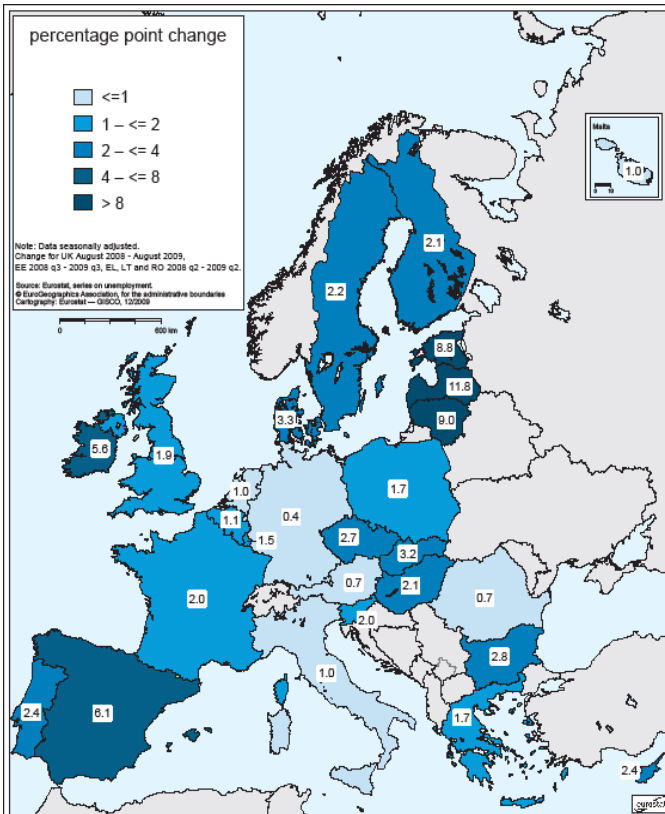 percentage point change
<=1
1 – <= 2
2 – <= 4
4 – <= 8
> 8
Note: Data seasonally adjusted.
Change for UK August 2008 - August 2009,
EE 2008 q3 - 2009 q3, EL, LT and RO 2008 q2 - 2009 q2.
Source: Eurostat, series on unemployment.
© EuroGeographics Association, for the administrative boundaries
Cartography: Eurostat — GISCO, 12/2009
0 600 km
Malta
1.0
0 10
2.1
2.2
8.8
11.8
9.0
3.3
5.6
1.9
1.0
1.7
1.1
0.4
1.5
2.7
3.2
0.7
2.1
0.7
2.0
2.0
2.8
1.0
2.4
6.1
1.7
2.4
eurostat